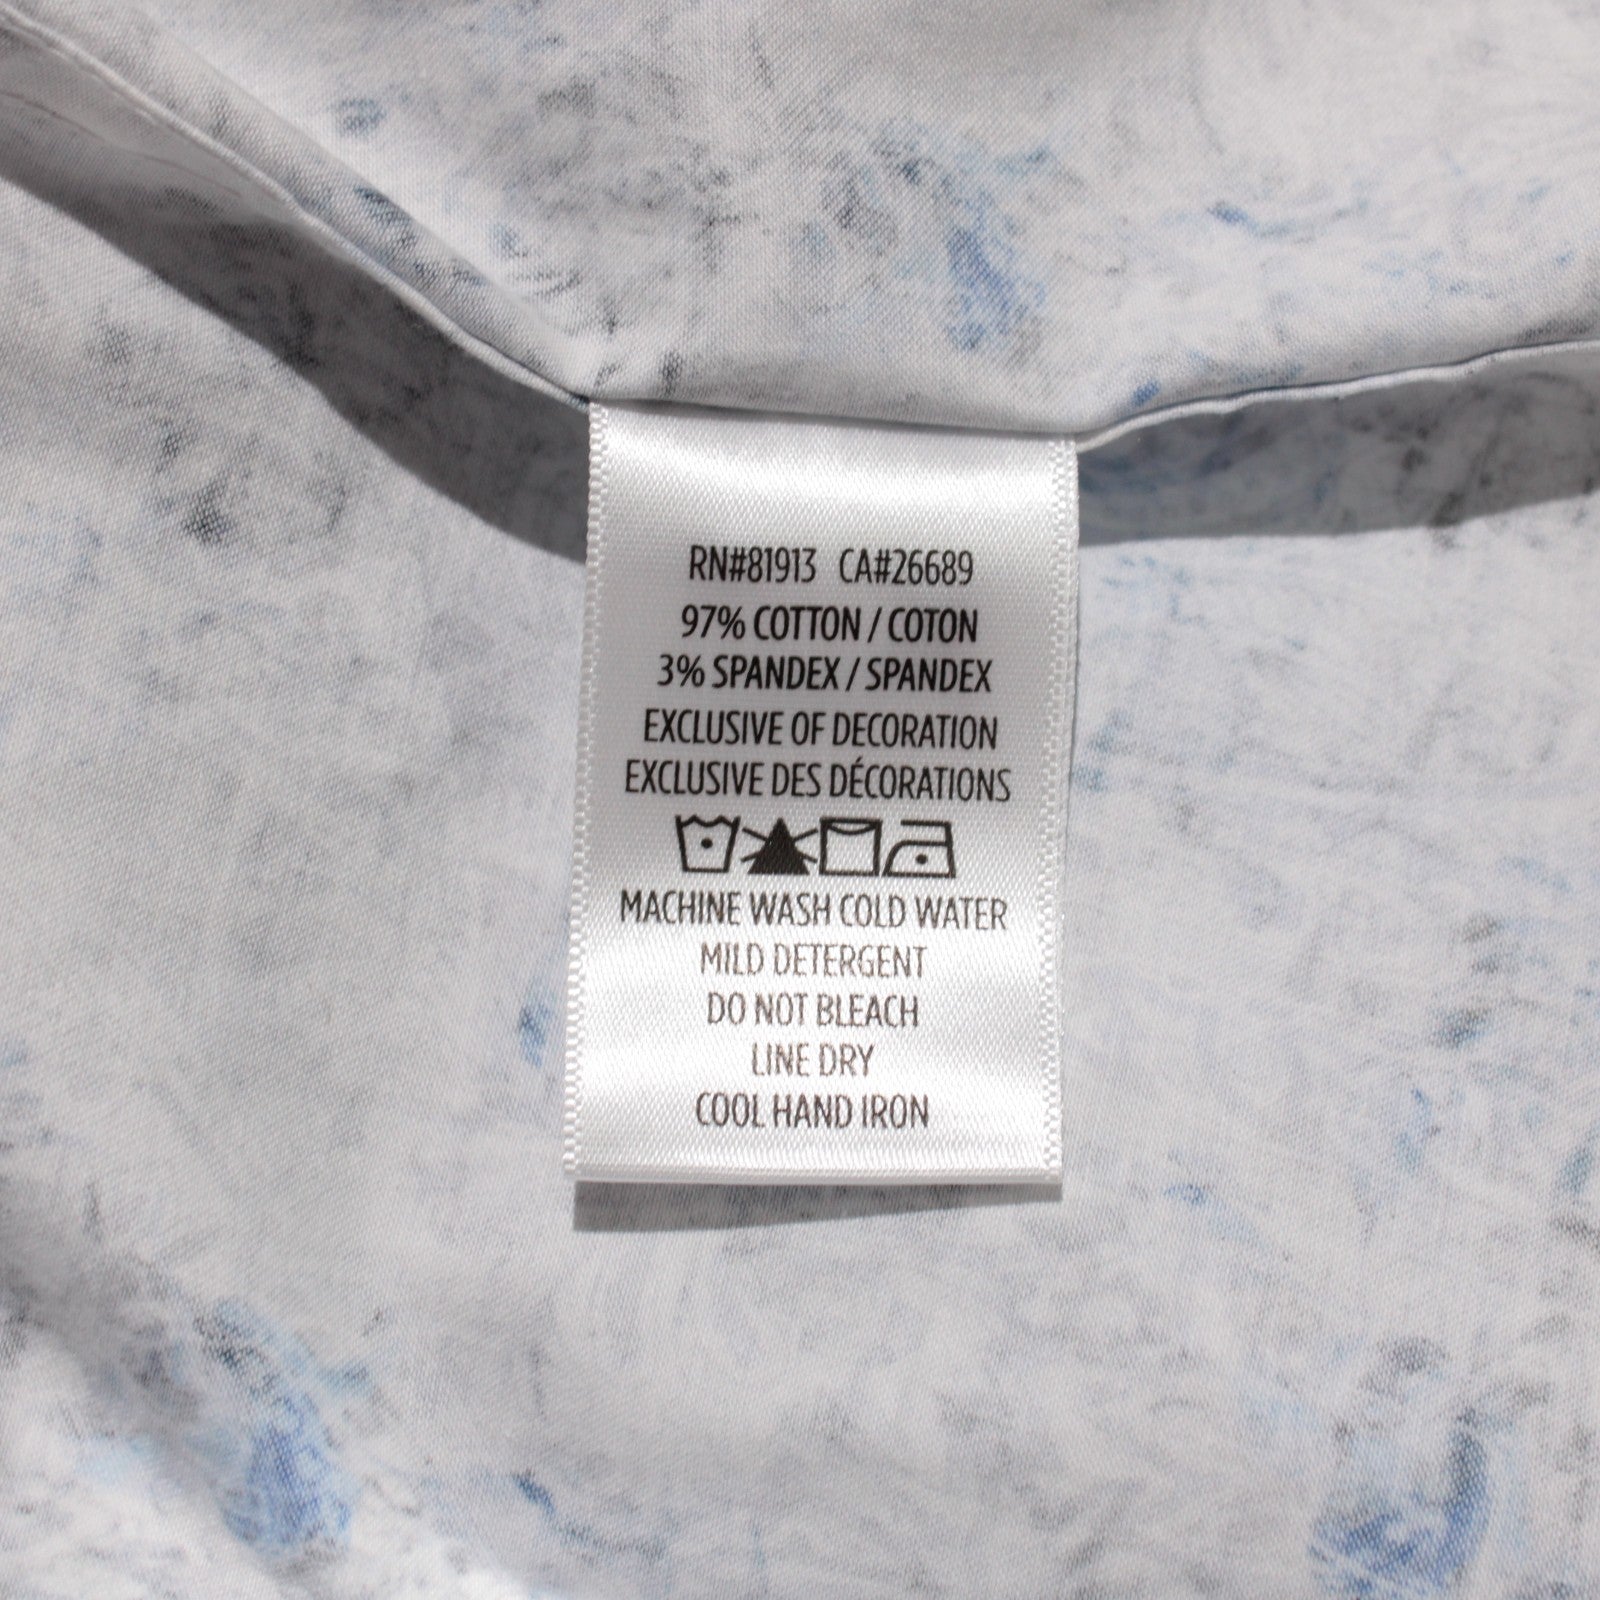 RN#81913 CA#26689
97% COTTON / COTON
3% SPANDEX / SPANDEX
EXCLUSIVE OF DECORATION
EXCLUSIVE DES DÉCORATIONS
MACHINE WASH COLD WATER
MILD DETERGENT
DO NOT BLEACH
LINE DRY
COOL HAND IRON